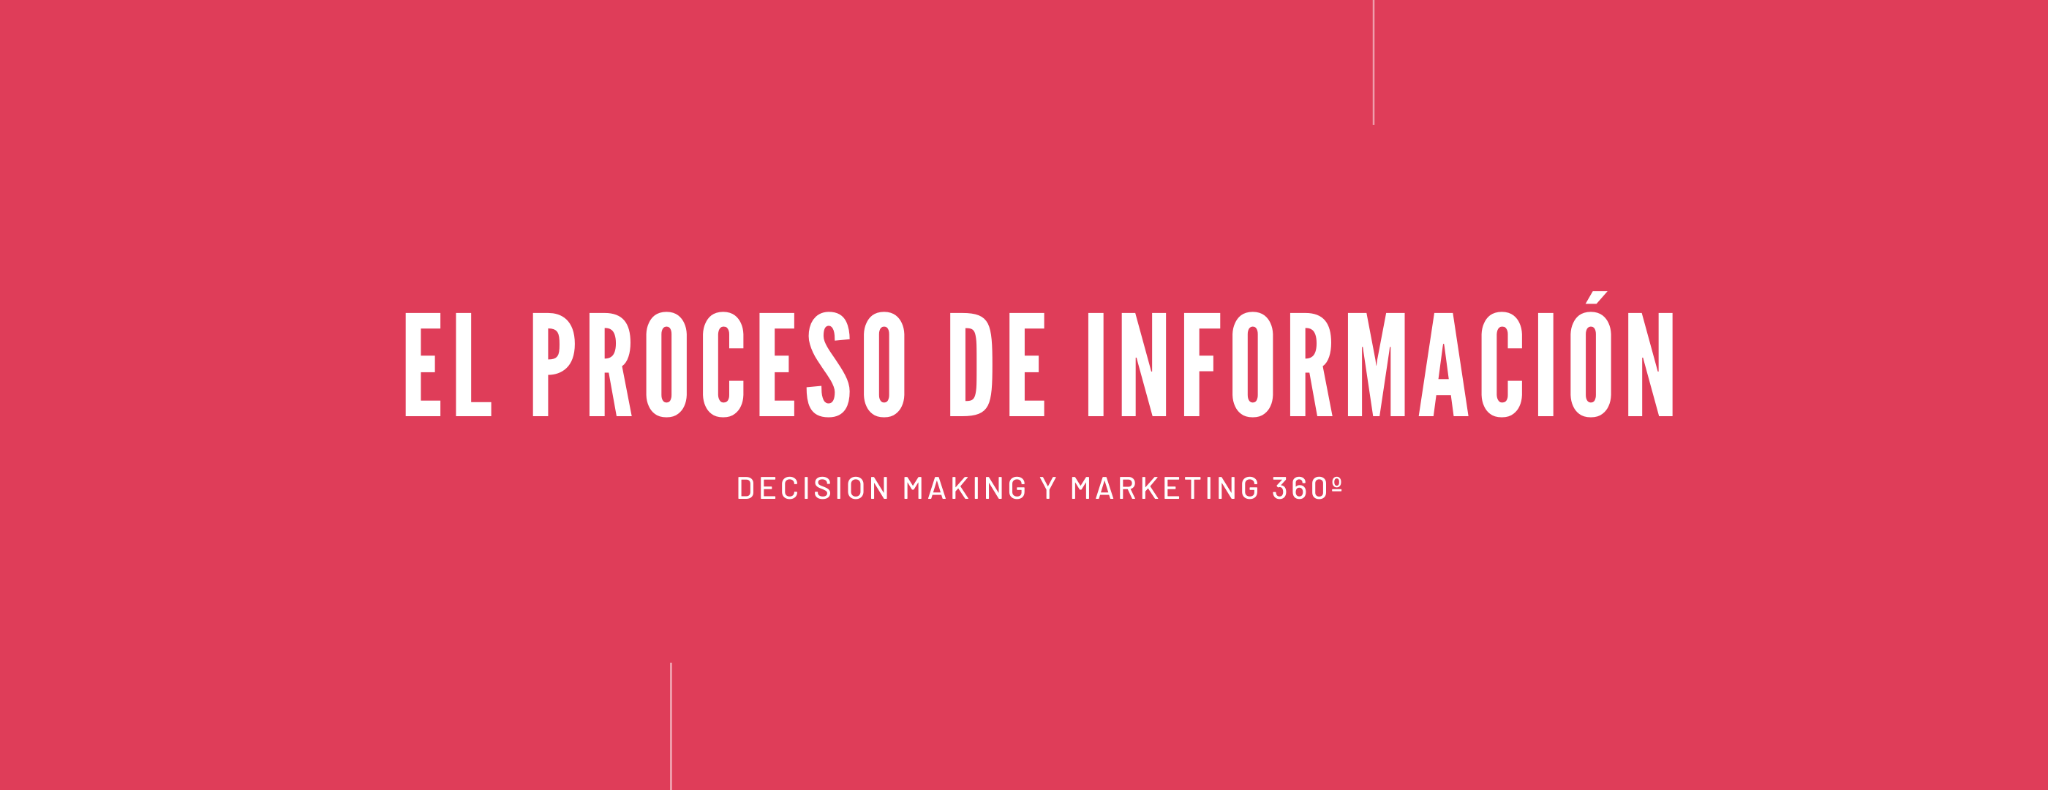 EL PROCESO DE INFORMACIÓN
DECISION MAKING Y MARKETING 360º